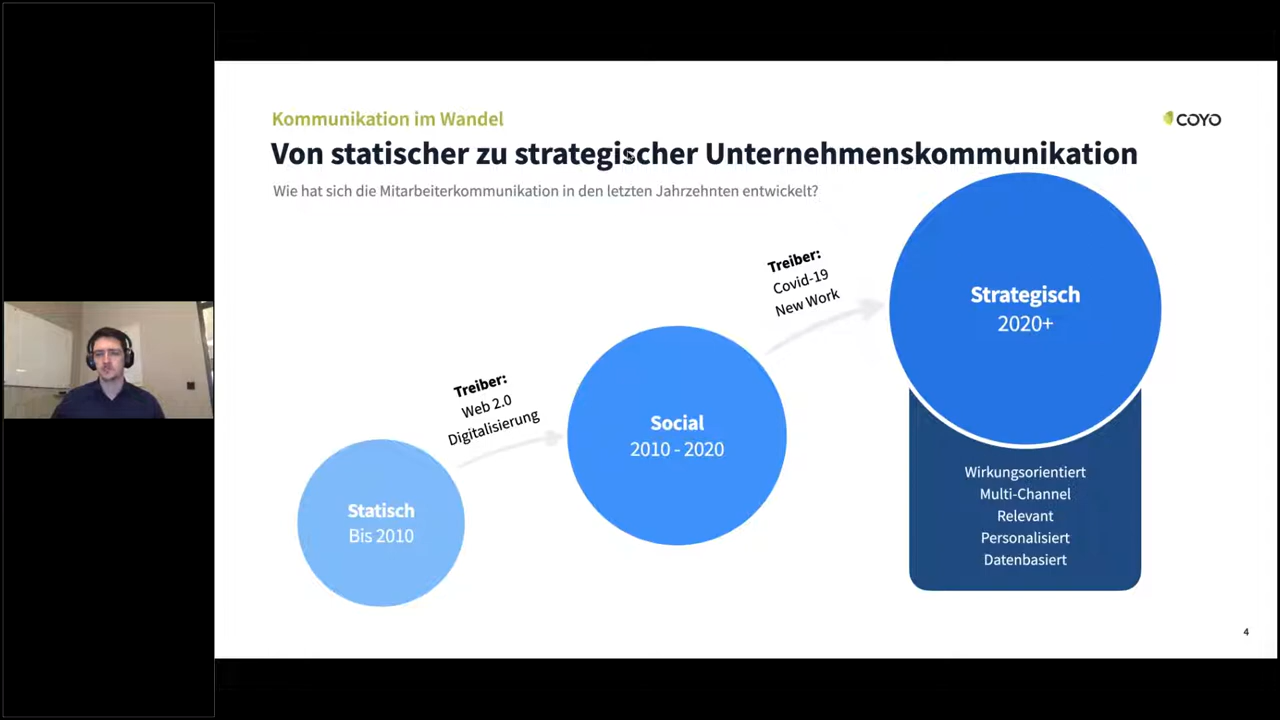 Kommunikation im Wandel
COYO
Von statischer zu strategischer Unternehmenskommunikation
Wie hat sich die Mitarbeiterkommunikation in den letzten Jahrzehnten entwickelt?
Treiber:
Covid-19
New Work
Strategisch
2020+
Treiber:
Web 2.0
Digitalisierung
Social
2010 - 2020
Statisch
Bis 2010
Wirkungsorientiert
Multi-Channel
Relevant
Personalisiert
Datenbasiert
4